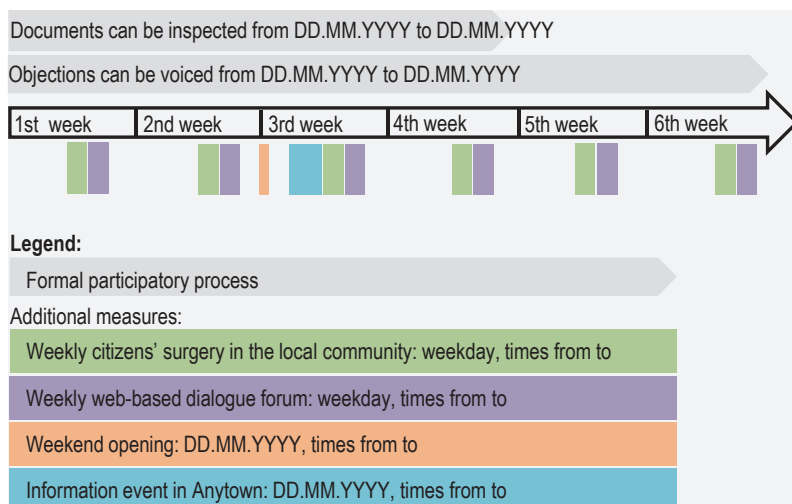 Documents can be inspected from DD.MM.YYYY to DD.MM.YYYY
Objections can be voiced from DD.MM.YYYY to DD.MM.YYYY
1st week 2nd week 3rd week 4th week 5th week 6th week
Legend:
Formal participatory process
Additional measures:
Weekly citizens’ surgery in the local community: weekday, times from to
Weekly web-based dialogue forum: weekday, times from to
Weekend opening: DD.MM.YYYY, times from to
Information event in Anytown: DD.MM.YYYY, times from to